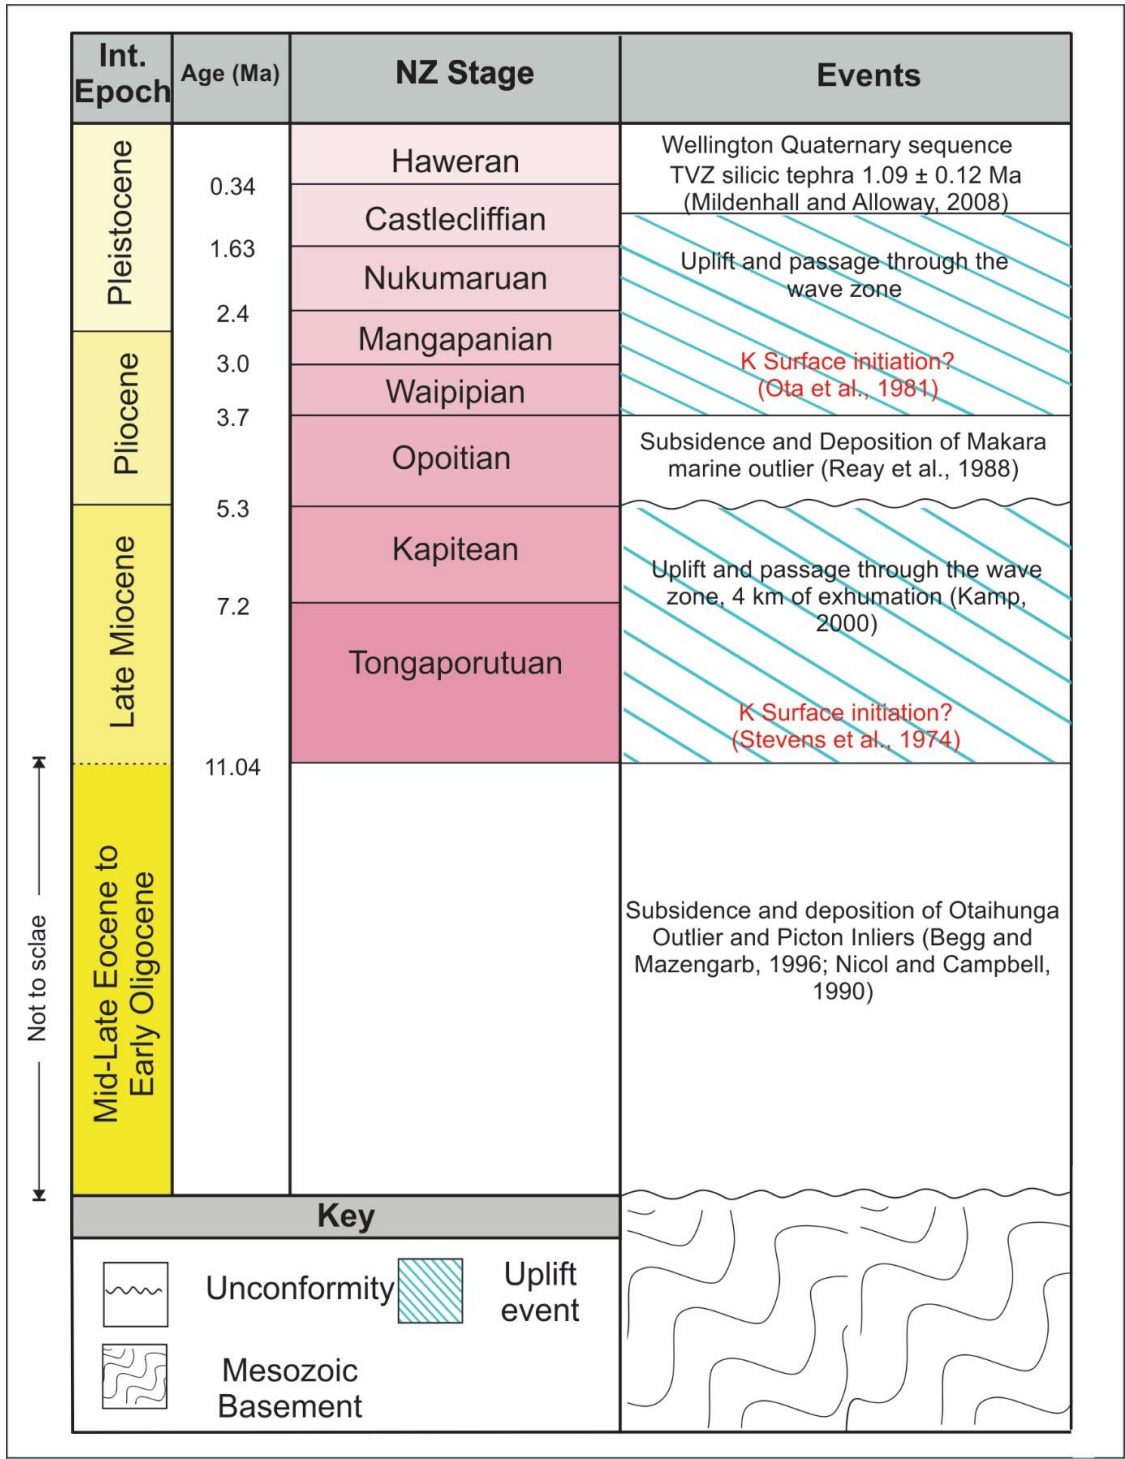 Int.
Epoch
Age (Ma)
NZ Stage
Events
Pleistocene
Pliocene
Late Miocene
Mid-Late Eocene to
Early Oligocene
Not to sclae
0.34
1.63
2.4
3.0
3.7
5.3
7.2
11.04
Haweran
Castlecliffian
Nukumaruan
Mangapanian
Waipipian
Opoitian
Kapitean
Tongaporutuan
Wellington Quaternary sequence
TVZ silicic tephra 1.09 ± 0.12 Ma
(Mildenhall and Alloway, 2008)
Uplift and passage through the
wave zone
K Surface initiation?
(Ota et al., 1981)
Subsidence and Deposition of Makara
marine outlier (Reay et al., 1988)
Uplift and passage through the wave
zone, 4 km of exhumation (Kamp,
2000)
K Surface initiation?
(Stevens et al., 1974)
Subsidence and deposition of Otaihunga
Outlier and Picton Inliers (Begg and
Mazengarb, 1996; Nicol and Campbell,
1990)
Key
Unconformity
Uplift
event
Mesozoic
Basement